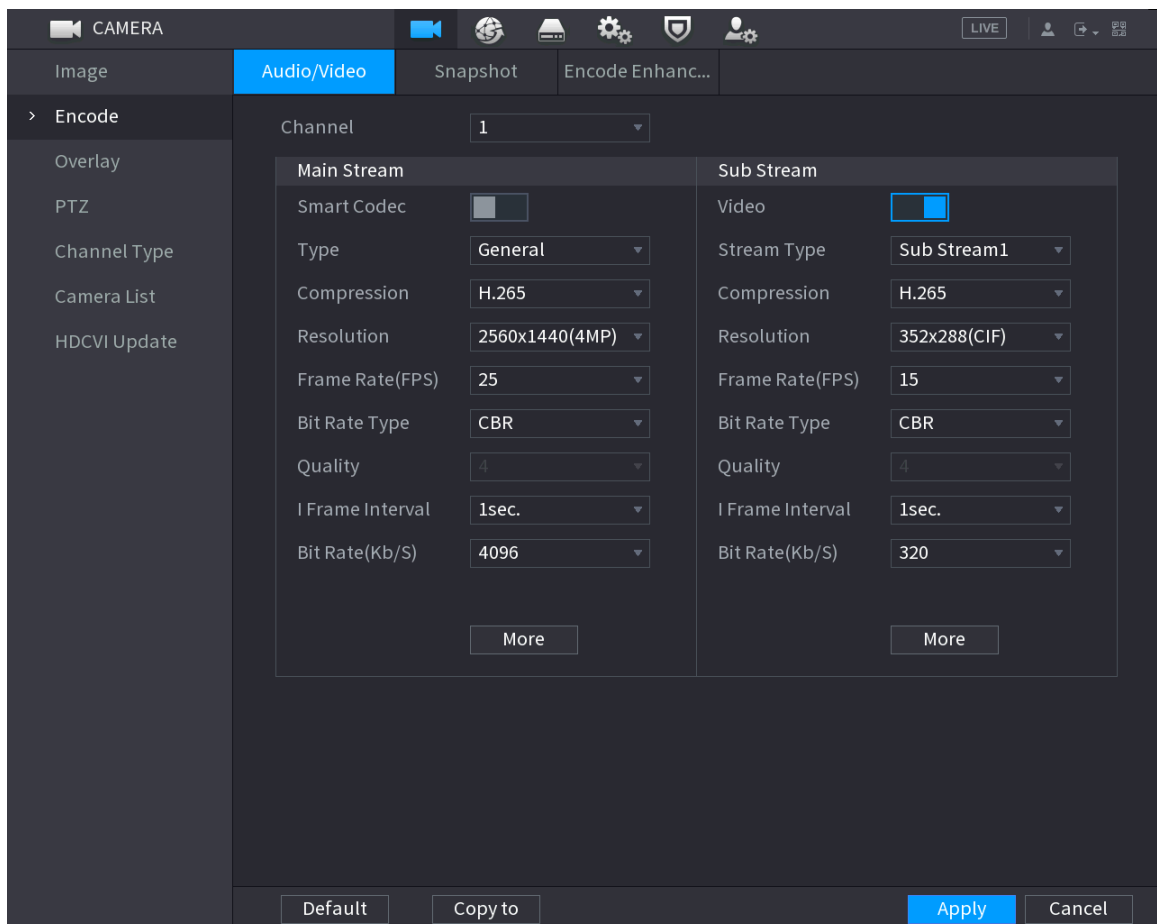 CAMERA LIVE
Image Audio/Video Snapshot Encode Enhanc...
> Encode
Channel 1
Overlay
Main Stream Sub Stream
PTZ Smart Codec Video
Channel Type Type General Stream Type Sub Stream1
Camera List Compression H.265 Compression H.265
HDCVI Update Resolution 2560x1440(4MP) Resolution 352x288(CIF)
Frame Rate(FPS) 25 Frame Rate(FPS) 15
Bit Rate Type CBR Bit Rate Type CBR
Quality 4 Quality 4
I Frame Interval 1sec. I Frame Interval 1sec.
Bit Rate(Kb/S) 4096 Bit Rate(Kb/S) 320
More More
Default Copy to Apply Cancel